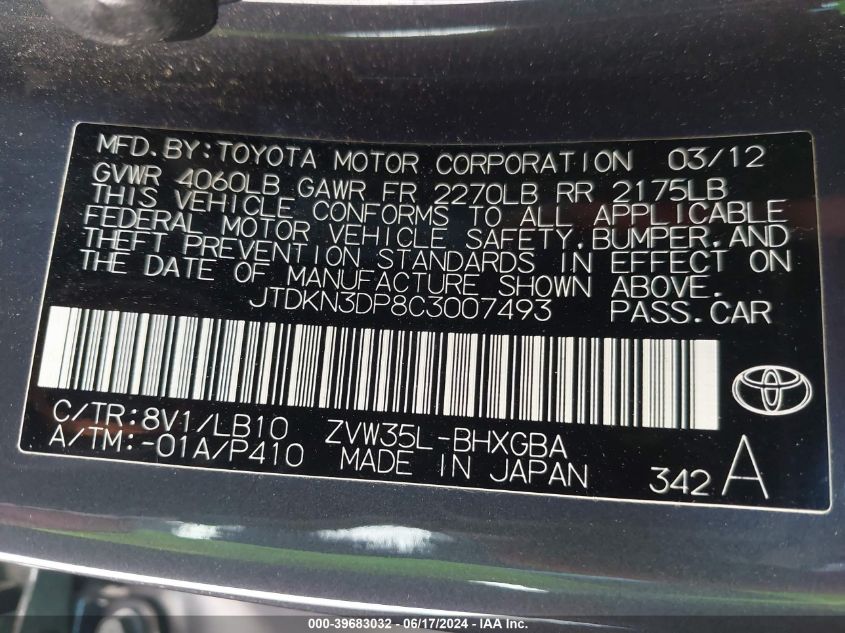 MFD.BY:TOYOTA MOTOR CORPORATION 03/12
GVWR 4060LB GAWR FR 2270LB RR 2175LB
THIS VEHICLE CONFORMS TO ALL APPLICABLE
FEDERAL MOTOR VEHICLE SAFETY,BUMPER,AND
THEFT PREVENTION STANDARDS IN EFFECT ON
THE DATE OF MANUFACTURE SHOWN ABOVE.
JTDKN3DP8C3007493 PASS.CAR
C/TR:8V1/LB10 ZVW35L-BHXGBA
A/TM:-01A/P410 MADE IN JAPAN 342 A
000-39683032 - 06/17/2024 - IAAI, Inc.